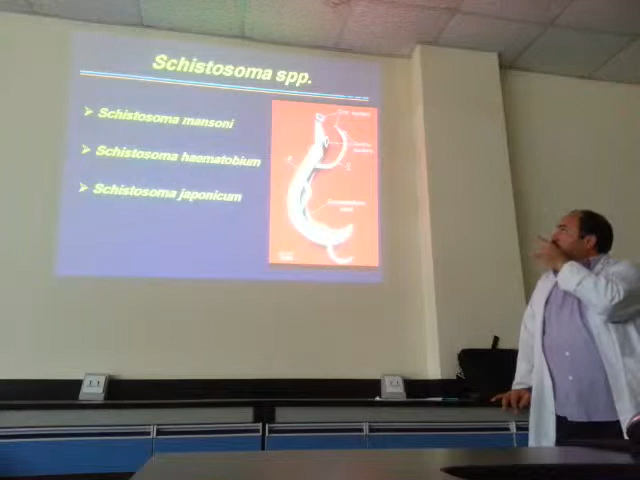 Schistosoma spp.
➢ Schistosoma mansoni
➢ Schistosoma haematobium
➢ Schistosoma japonicum